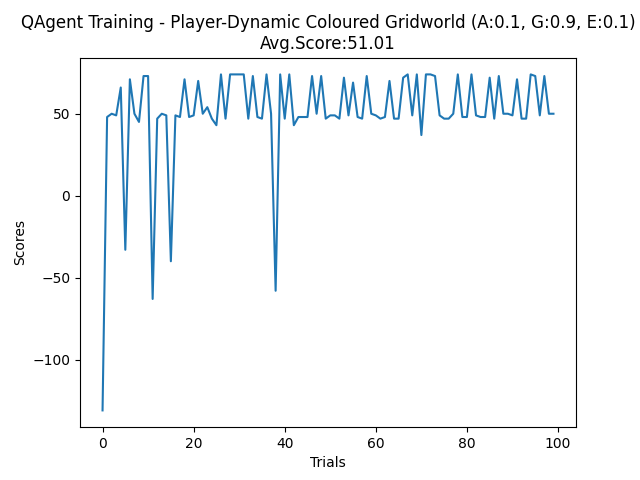 QAgent Training - Player-Dynamic Coloured Gridworld (A:0.1, G:0.9, E:0.1)
Avg.Score:51.01
Scores
50
0
−50
−100
0 20 40 60 80 100
Trials